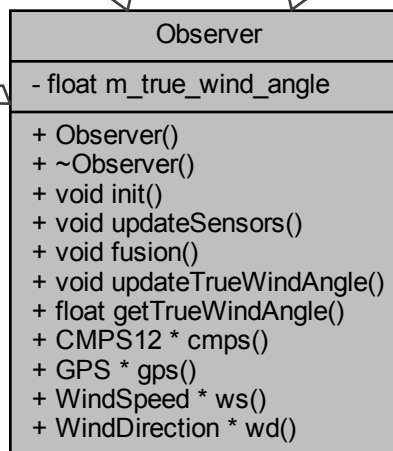 Observer
- float m_true_wind_angle
+ Observer()
+ ~Observer()
+ void init()
+ void updateSensors()
+ void fusion()
+ void updateTrueWindAngle()
+ float getTrueWindAngle()
+ CMPS12 * cmps()
+ GPS * gps()
+ WindSpeed * ws()
+ WindDirection * wd()